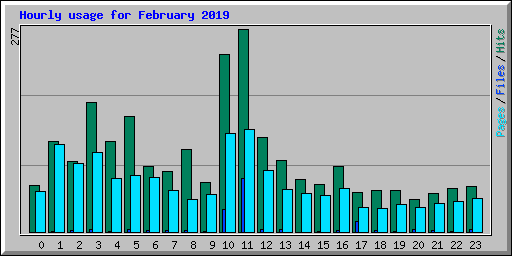 Hourly usage for February 2019
277
Pages / Files / Hits
0 1 2 3 4 5 6 7 8 9 10 11 12 13 14 15 16 17 18 19 20 21 22 23